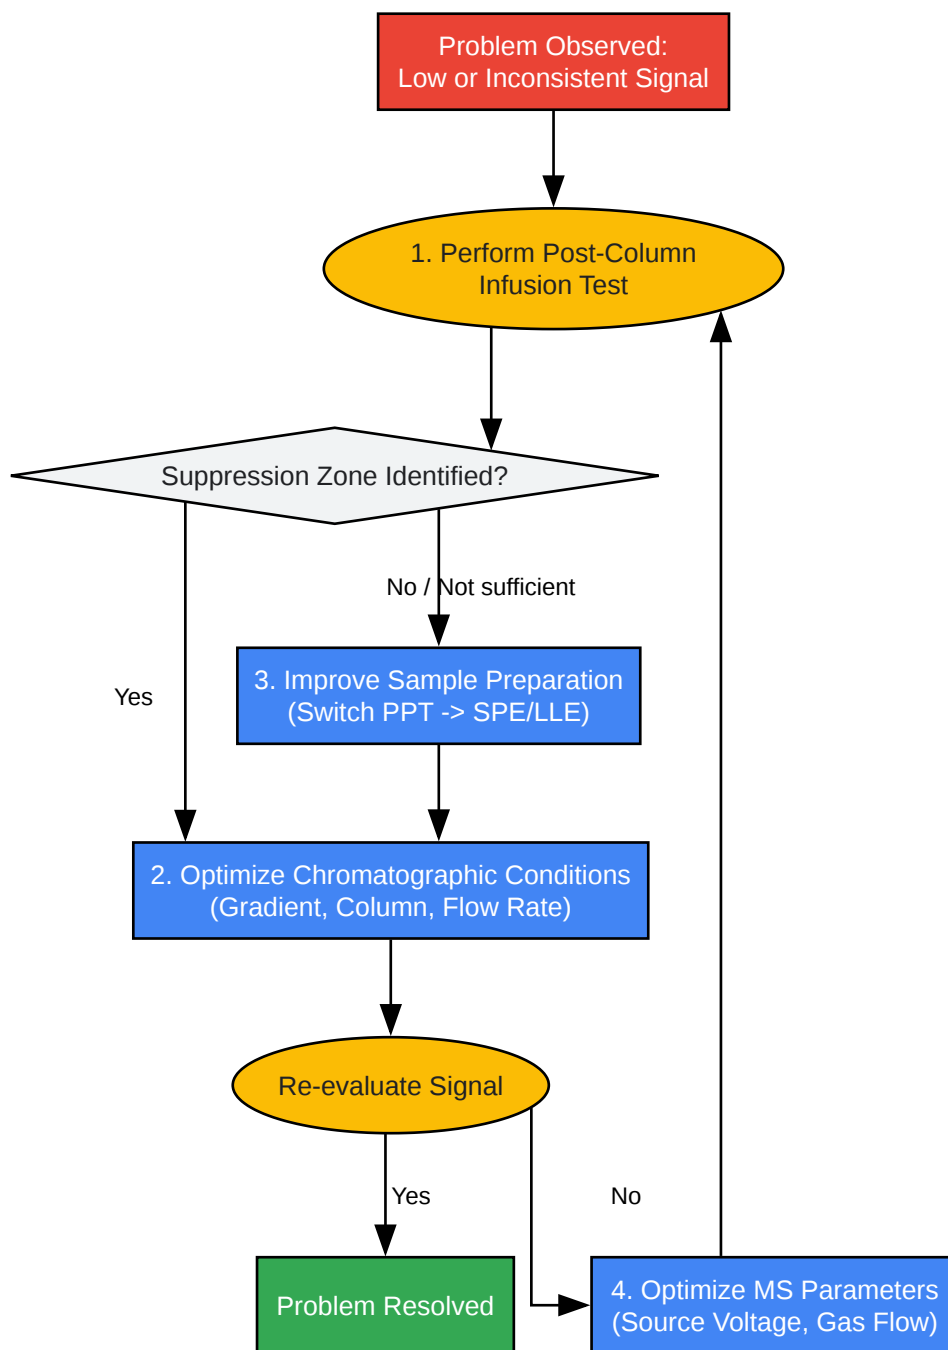 Problem Observed:
Low or Inconsistent Signal
1. Perform Post-Column
Infusion Test
Suppression Zone Identified?
No / Not sufficient
3. Improve Sample Preparation
(Switch PPT -> SPE/LLE)
Yes
2. Optimize Chromatographic Conditions
(Gradient, Column, Flow Rate)
Re-evaluate Signal
Yes
No
Problem Resolved
4. Optimize MS Parameters
(Source Voltage, Gas Flow)